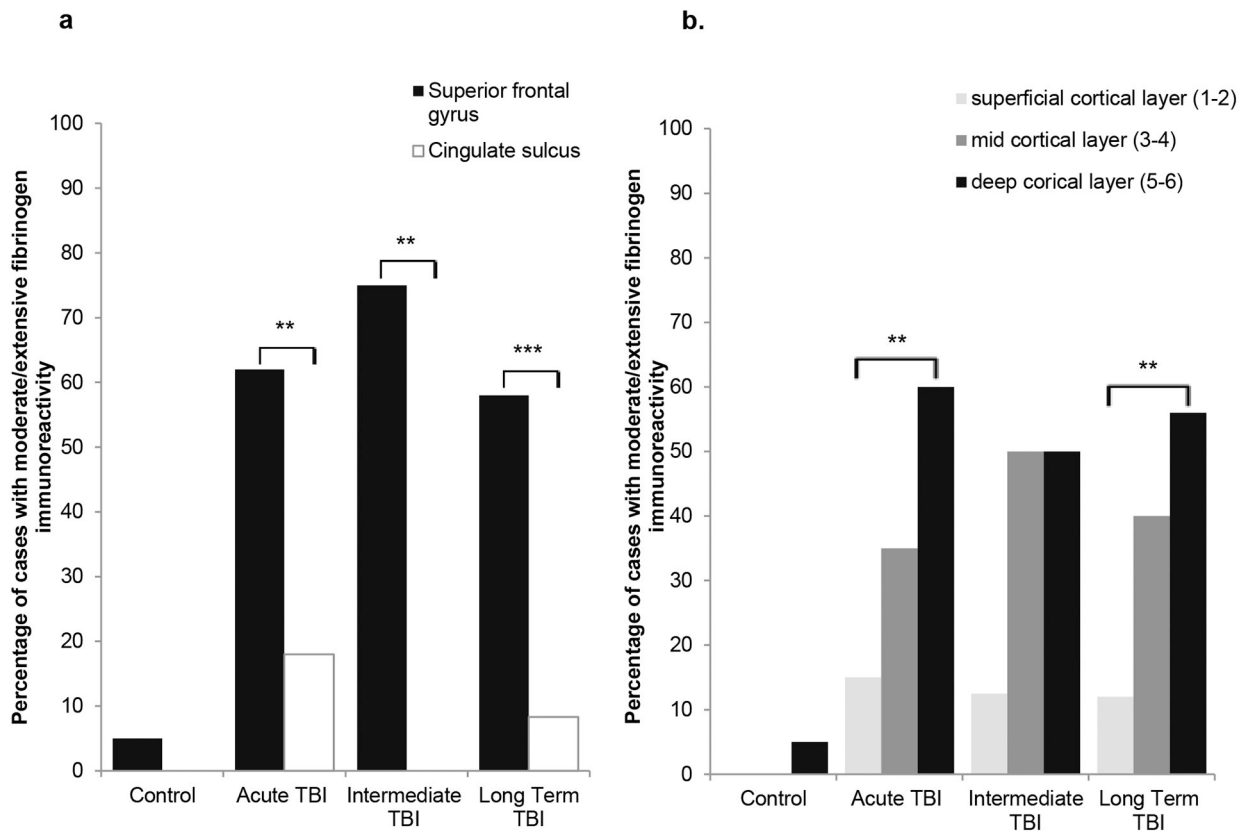 a
Superior frontal
gyrus
Cingulate sulcus
Percentage of cases with moderate/extensive fibrinogen
immunoreactivity
100
90
80
70
60
50
40
30
20
10
0
**
**
***
Control
Acute TBI
Intermediate
TBI
Long Term
TBI
b.
superficial cortical layer (1-2)
mid cortical layer (3-4)
deep corical layer (5-6)
Percentage of cases with moderate/extensive fibrinogen
immunoreactivity
100
90
80
70
60
50
40
30
20
10
0
**
**
Control
Acute TBI
Intermediate
TBI
Long Term
TBI